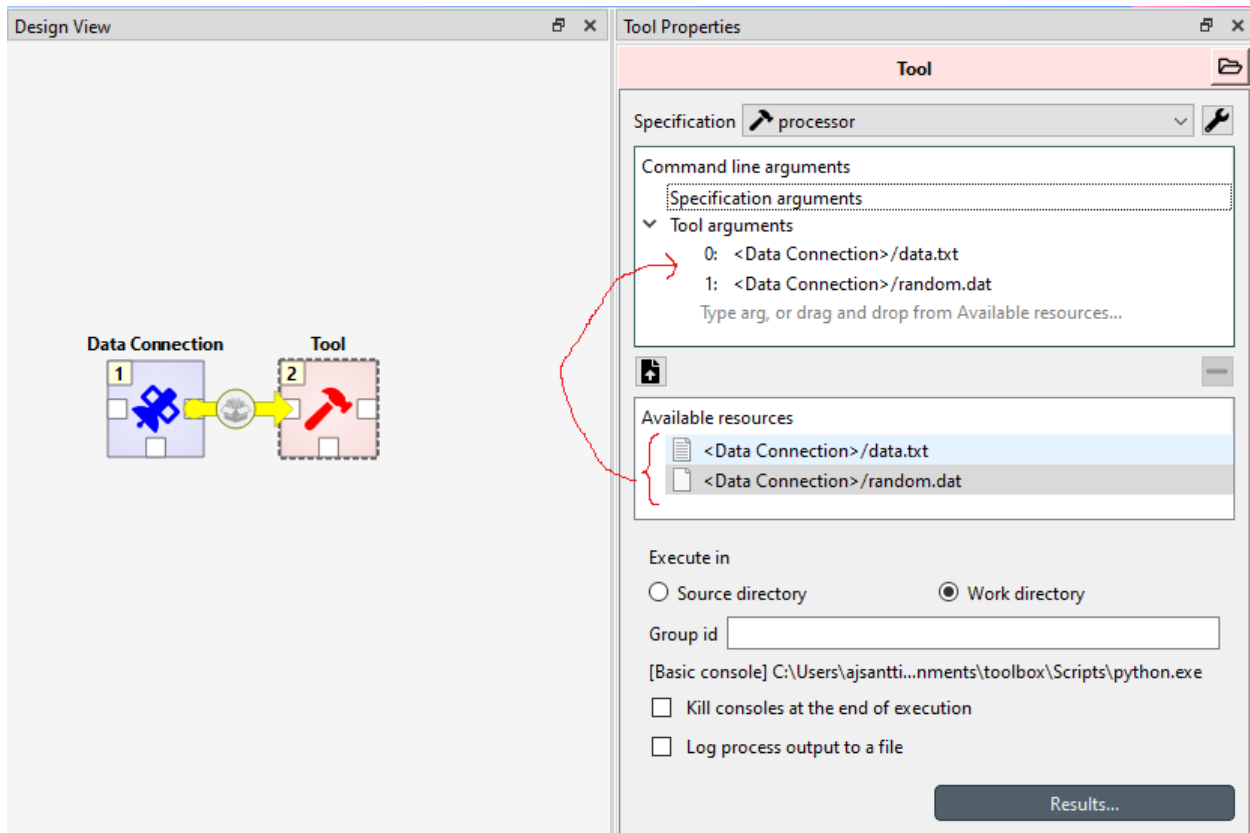 Design View
Tool Properties
Tool
Specification
processor
Command line arguments
Specification arguments
Tool arguments
0: <Data Connection>/data.txt
1: <Data Connection>/random.dat
Type arg, or drag and drop from Available resources...
Data Connection
Tool
1
2
Available resources
<Data Connection>/data.txt
<Data Connection>/random.dat
Execute in
Source directory
Work directory
Group id
[Basic console] C:\Users\ajsantti...nments\toolbox\Scripts\python.exe
Kill consoles at the end of execution
Log process output to a file
Results...